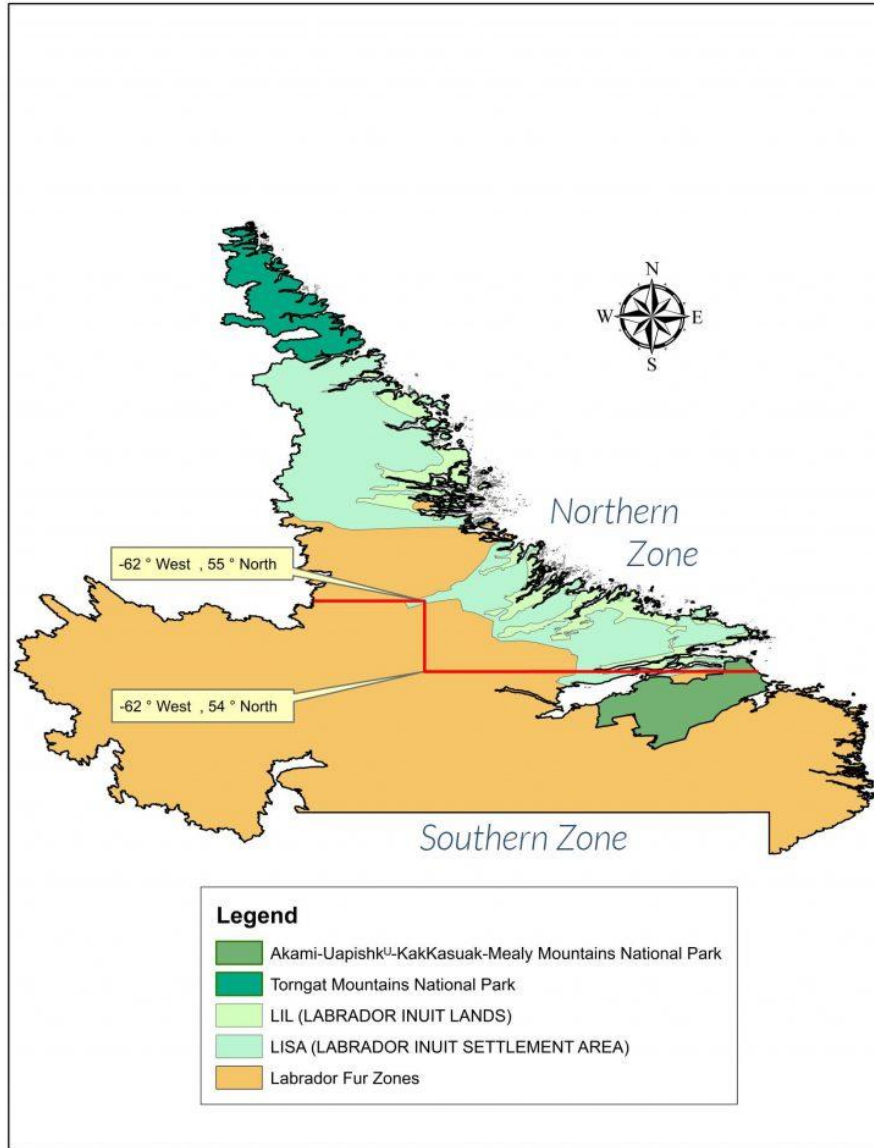 N
W
E
S
Northern
Zone
-62 ° West , 55 ° North
-62 ° West , 54 ° North
Southern Zone
Legend
Akami-Uapishkᵁ-KakKasuak-Mealy Mountains National Park
Torngat Mountains National Park
LIL (LABRADOR INUIT LANDS)
LISA (LABRADOR INUIT SETTLEMENT AREA)
Labrador Fur Zones